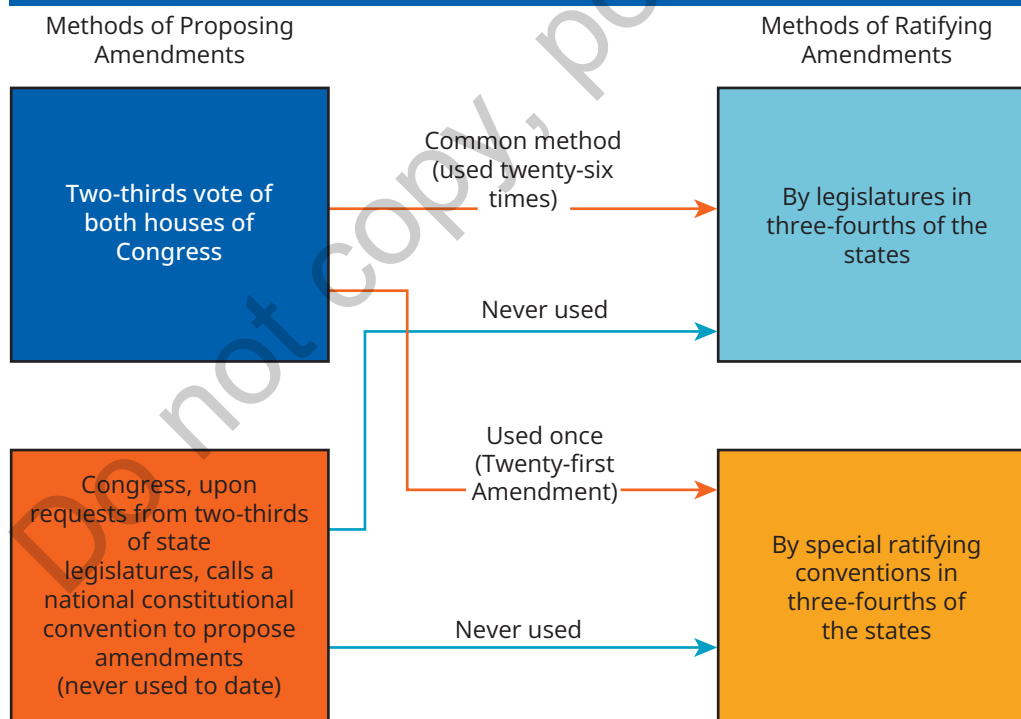 Methods of Proposing
Amendments
Methods of Ratifying
Amendments
Two-thirds vote of
both houses of
Congress
Common method
(used twenty-six
times)
By legislatures in
three-fourths of the
states
Never used
Used once
(Twenty-first
Amendment)
Congress, upon
requests from two-thirds
of state
legislatures, calls a
national constitutional
convention to propose
amendments
(never used to date)
Never used
By special ratifying
conventions in
three-fourths of
the states
Do not copy,